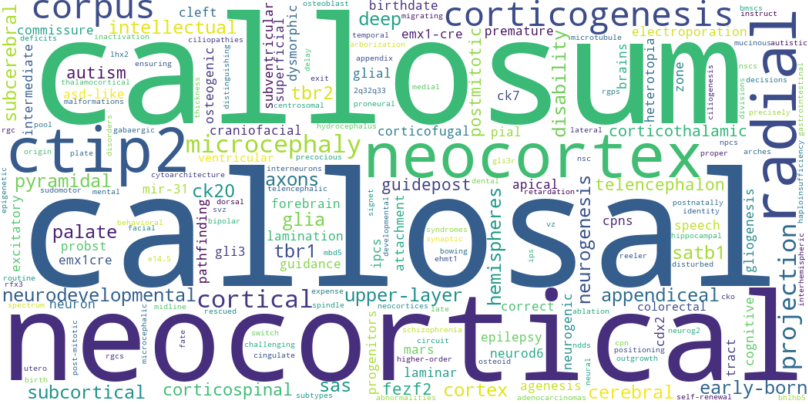 corpus
cleft
birthdate
corticogenesis
commissure
intellectual
deep
migrating
emx1-cre
premature
electroporation
callosum
radial
subcerebral
intermediate
deficits
inactivation
lhx2
ensuring
thalamocortical
autism
asd-like
malformations
osteogenic
ciliopathies
distinguishing
thickness
subventricular
superficial
dysmorphic
osteoblast
delay
exit
tbr2
centrosomal
temporal
arborization
appendix
glial
2q32q33
proneural
medial
microtubule
ck7
postmitotic
disability
rgps
brains
heterotopia
zone
ciliogenesis
bmscs
nscs
division
instruct
mucinous
autistic
decisions
precisely
rgc
pool
gabaergic
disorders
craniofacial
hydrocephalus
corticofugal
pial
lateral
corticothalamic
ctip2
origin
plate
microcephaly
ventricular
precocious
neocortex
gli3r
nsc
npcs
proper
arches
haploinsufficiency
epigenetic
pyramidal
cytoarchitecture
sudomotor
mental
mir-31
ck20
axons
interneurons
telencephalic
guidepost
dental
apical
retardation
telencephalon
callosal
excitatory
palate
probst
emx1cre
behavioral
facial
e14.5
bipolar
pathfinding
dorsal
svz
gli3
forebrain
glia
lamination
tbr1
mbd5
guidance
signet
developmental
ipcs
attachment
syndromes
synaptic
bowing
ehmt1
hemispheres
vz
ips
neurogenesis
cpns
reeler
postnatally
identity
speech
hippocampal
satb1
disturbed
gliogenesis
interhemispheric
projection
routine
neurodevelopmental
cortical
upper-layer
appendiceal
cko
spectrum
neuron
midline
rescued
spindle
expense
neocortices
late
correct
ablation
colorectal
neocortical
utero
birth
post-mitotic
rgcs
microcephalic
fate
switch
challenging
cingulate
progenitors
schizophrenia
circuit
mars
higher-order
laminar
epilepsy
neurod6
osteoid
neurogenic
ndds
neural
cdx2
neurog2
cpn
positioning
outgrowth
tract
cognitive
subcortical
corticospinal
subtypes
sas
abnormalities
fezf2
cortex
agenesis
adenocarcinomas
cerebral
self-renewal
early-born
bhlhb5